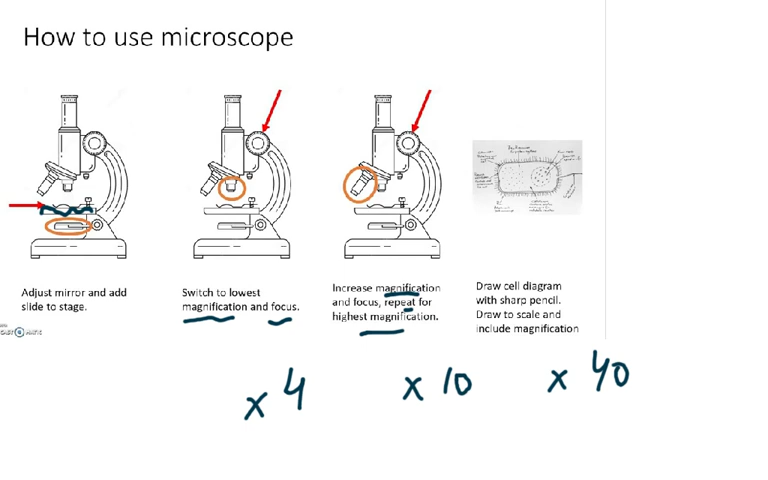 How to use microscope
Adjust mirror and add
slide to stage.
Switch to lowest
magnification and focus.
Increase magnification
and focus, repeat for
highest magnification.
Draw cell diagram
with sharp pencil.
Draw to scale and
include magnification
x 4
x 10
x 40